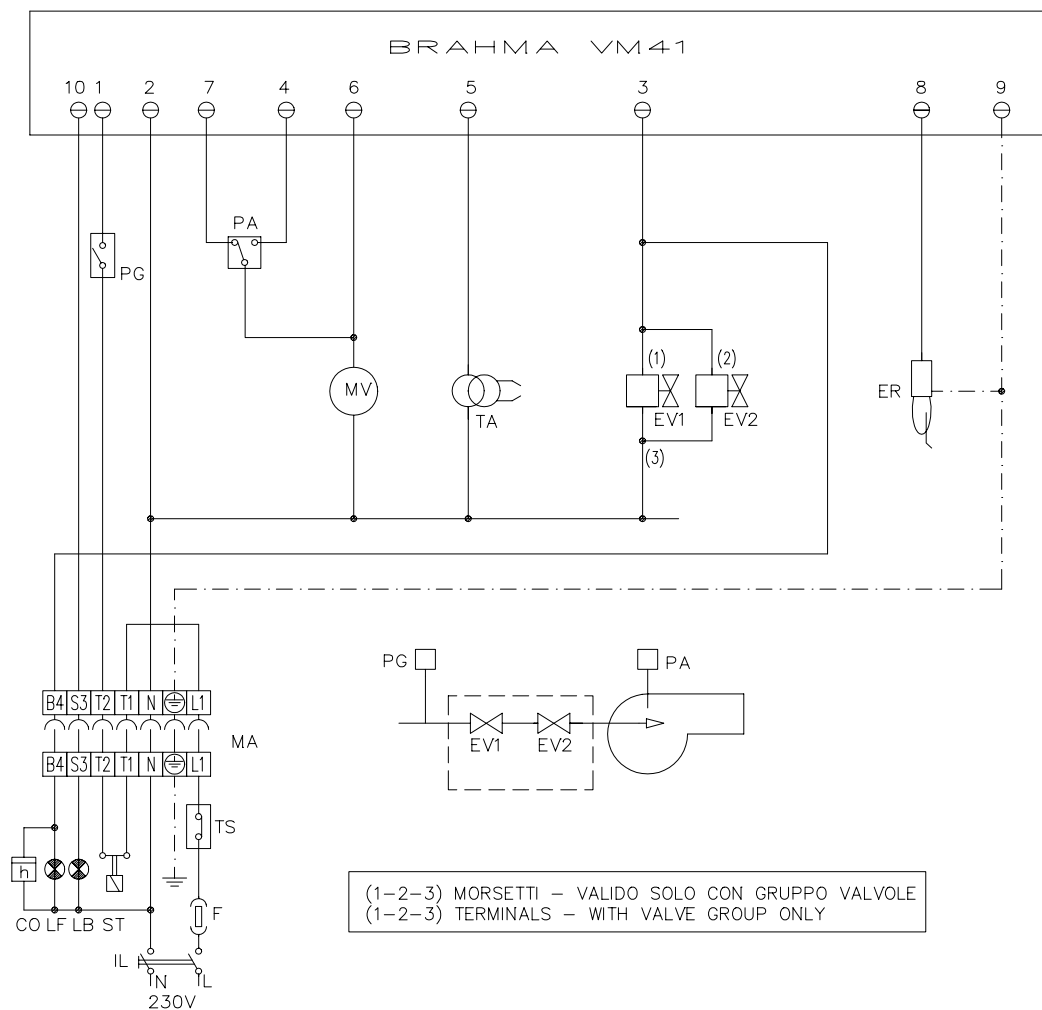 BRAHMA VM41
10 1 2 7 4 6 5 3 8 9
PA
PG
(1) (2)
MV
ER
TA
EV1 EV2
(3)
PG
PA
B4 S3 T2 T1 N L1
MA
EV1 EV2
B4 S3 T2 T1 N L1
TS
h
(1-2-3) MORSETTI - VALIDO SOLO CON GRUPPO VALVOLE
(1-2-3) TERMINALS - WITH VALVE GROUP ONLY
F
CO LF LB ST
IL
N L
230V